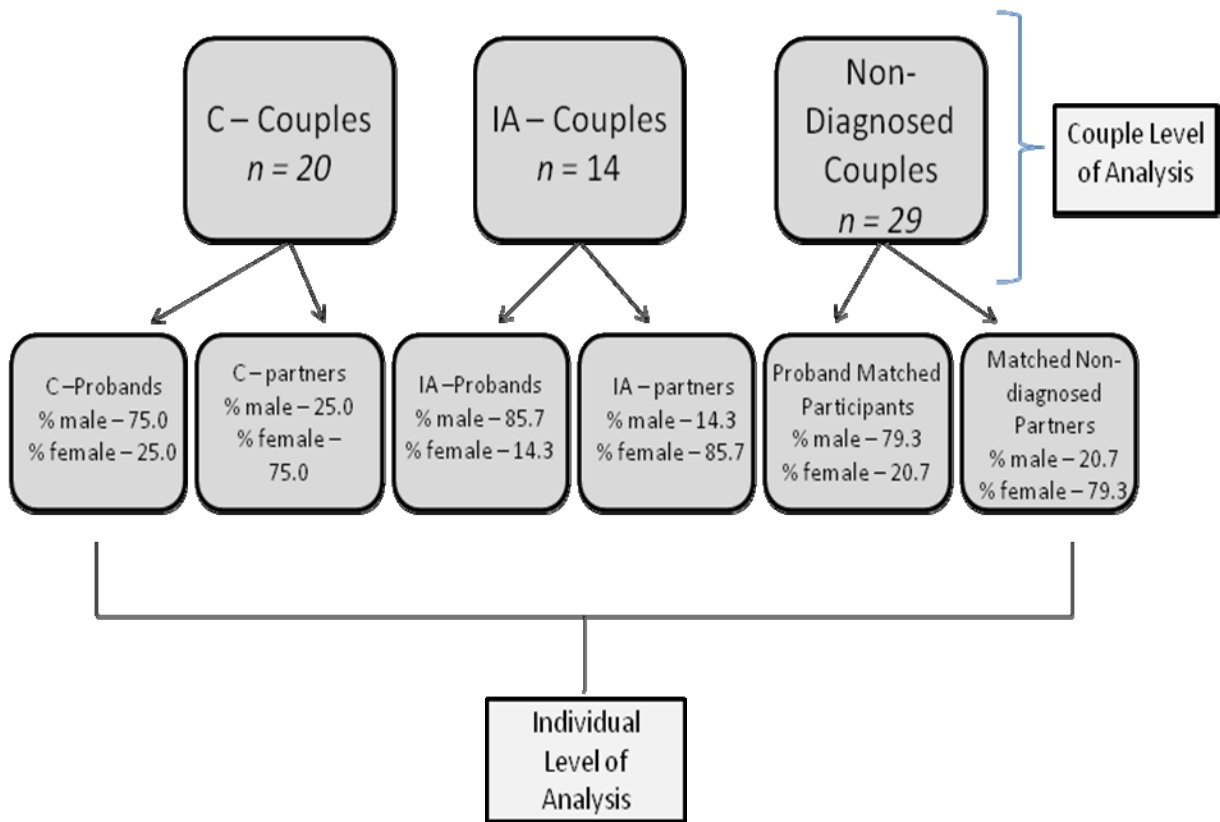 C – Couples
n = 20
IA – Couples
n = 14
Non-
Diagnosed
Couples
n = 29
Couple Level
of Analysis
C –Probands
% male – 75.0
% female – 25.0
C – partners
% male – 25.0
% female –
75.0
IA –Probands
% male – 85.7
% female – 14.3
IA – partners
% male – 14.3
% female – 85.7
Proband Matched
Participants
% male – 79.3
% female – 20.7
Matched Non-
diagnosed
Partners
% male – 20.7
% female – 79.3
Individual
Level of
Analysis